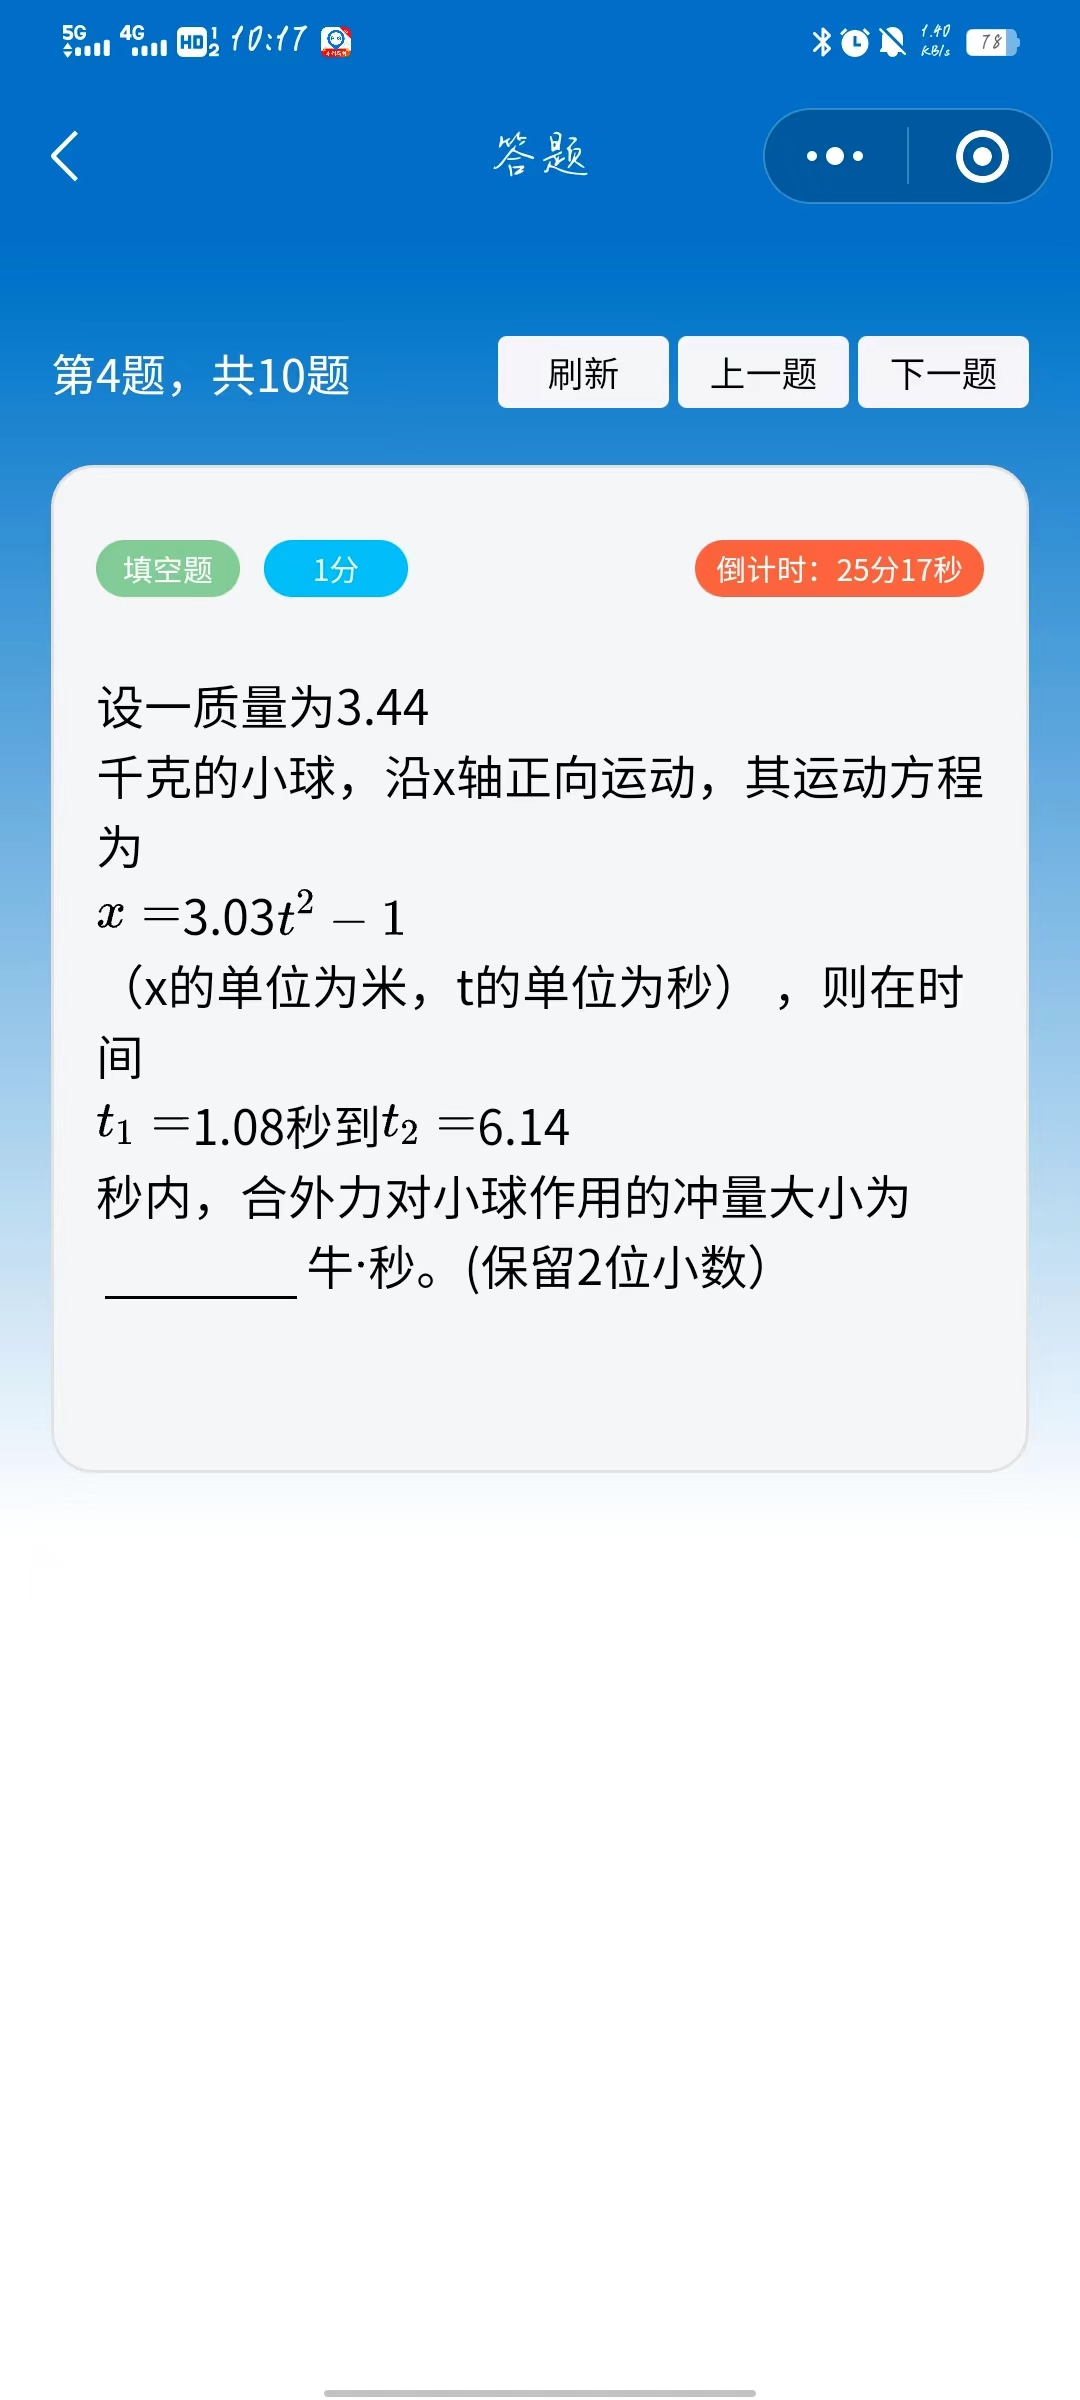 5G 4G HD 1 2 10:17 1.40 KB/s 78
答题
第4题，共10题 刷新 上一题 下一题
填空题 1分 倒计时：25分17秒
设一质量为3.44
千克的小球，沿x轴正向运动，其运动方程
为
x =3.03t² − 1
（x的单位为米，t的单位为秒），则在时
间
t₁ =1.08秒到t₂ =6.14
秒内，合外力对小球作用的冲量大小为
________ 牛·秒。(保留2位小数）